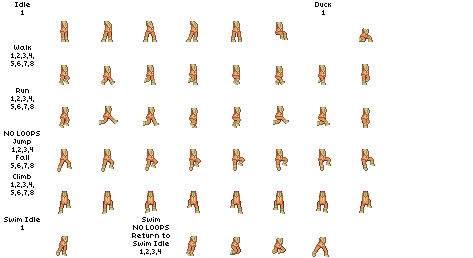 Idle
1
Duck
1
Walk
1,2,3,4,
5,6,7,8
Run
1,2,3,4,
5,6,7,8
NO LOOPS
Jump
1,2,3,4
Fall
5,6,7,8
Climb
1,2,3,4,
5,6,7,8
Swim Idle
1
Swim
NO LOOPS
Return to
Swim Idle
1,2,3,4